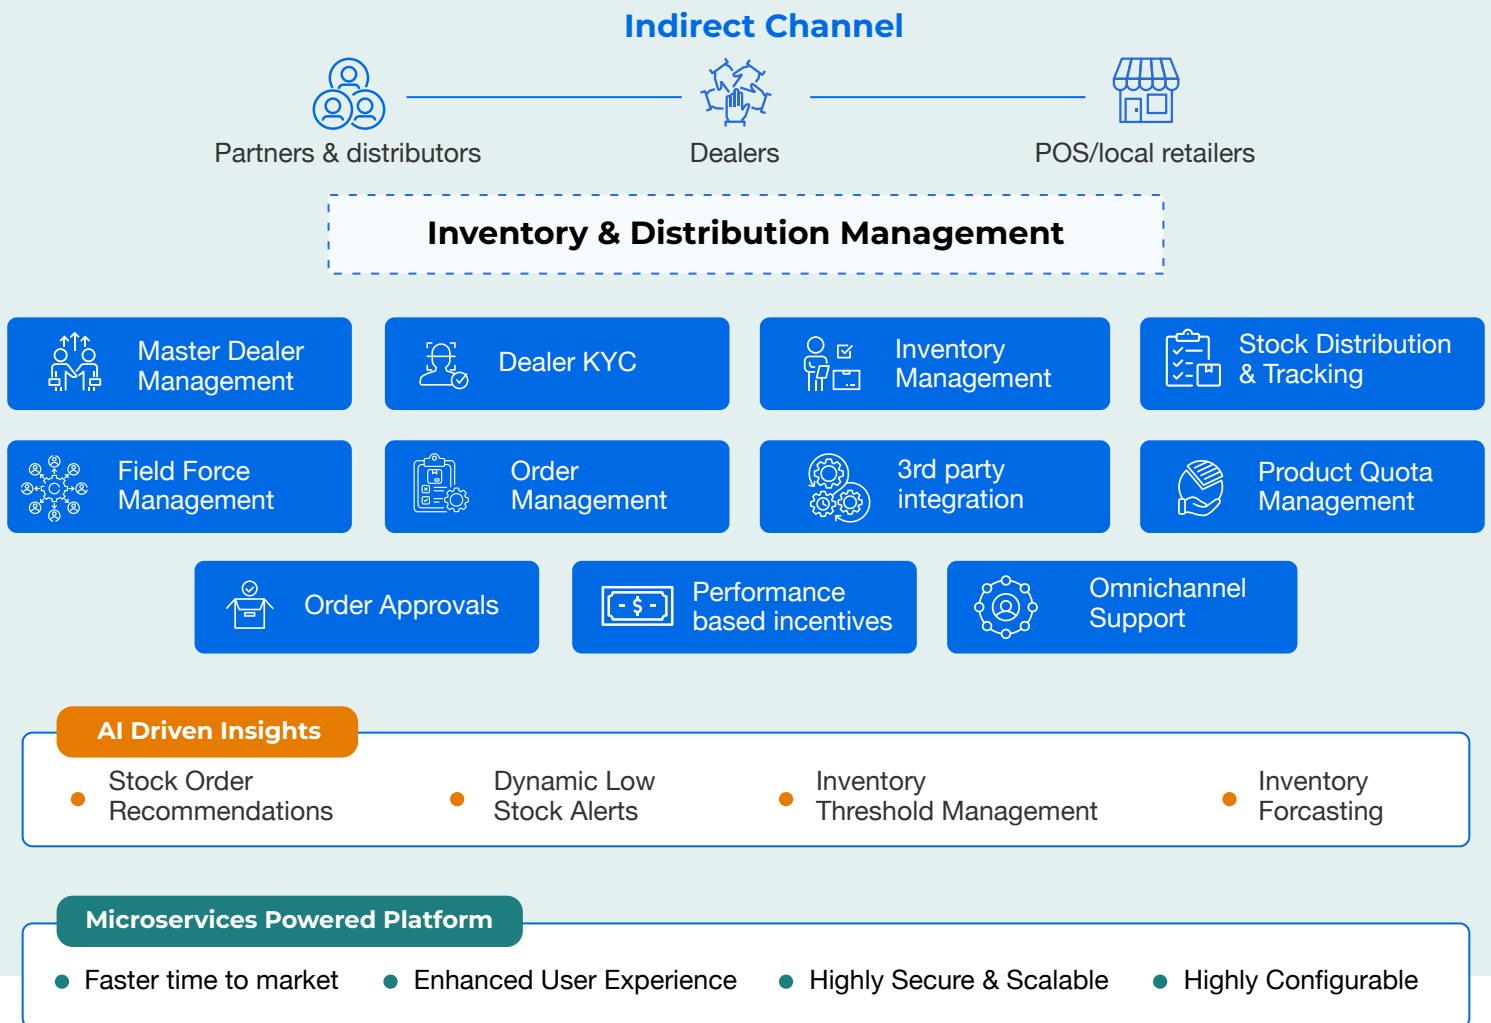 Indirect Channel
Partners & distributors
Dealers
POS/local retailers
Inventory & Distribution Management
Master Dealer
Management
Dealer KYC
Inventory
Management
Stock Distribution
& Tracking
Field Force
Management
Order
Management
3rd party
integration
Product Quota
Management
Order Approvals
Performance
based incentives
Omnichannel
Support
AI Driven Insights
Stock Order
Recommendations
Dynamic Low
Stock Alerts
Inventory
Threshold Management
Inventory
Forcasting
Microservices Powered Platform
Faster time to market
Enhanced User Experience
Highly Secure & Scalable
Highly Configurable